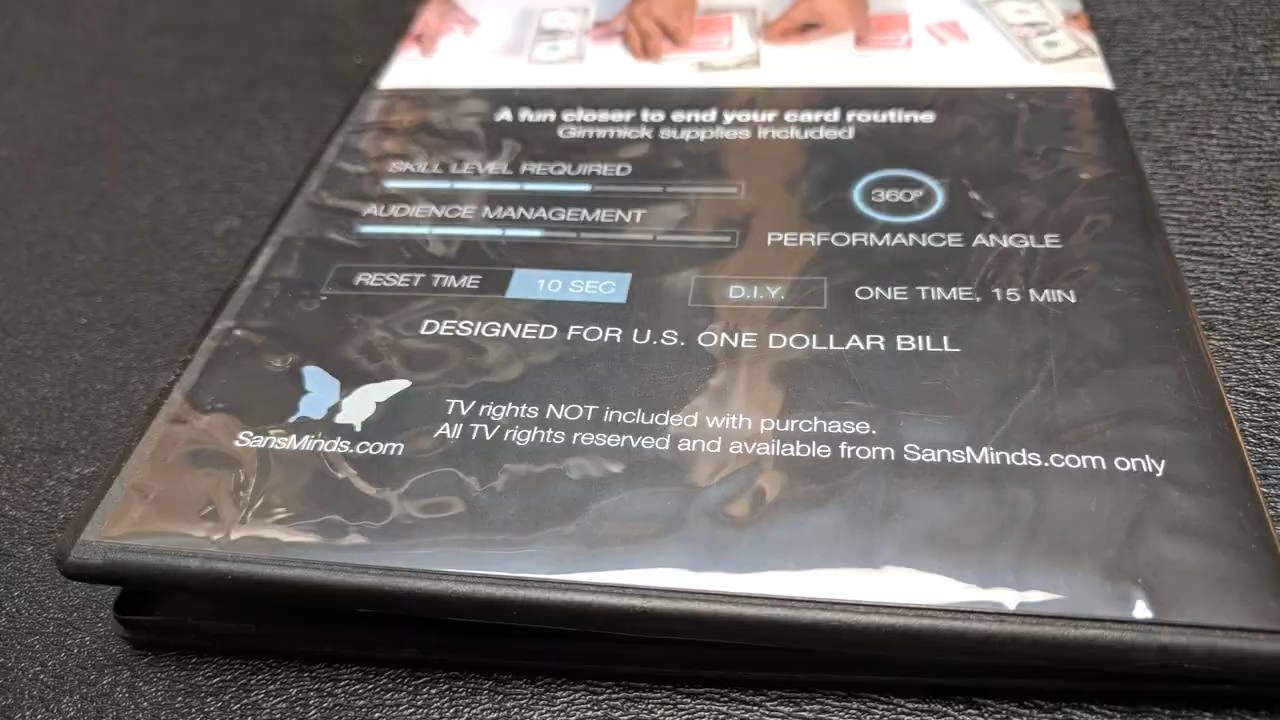 A fun closer to end your card routine
Gimmick supplies included
SKILL LEVEL REQUIRED
360º
AUDIENCE MANAGEMENT
PERFORMANCE ANGLE
RESET TIME 10 SEC D.I.Y. ONE TIME, 15 MIN
DESIGNED FOR U.S. ONE DOLLAR BILL
TV rights NOT included with purchase.
All TV rights reserved and available from SansMinds.com only
SansMinds.com